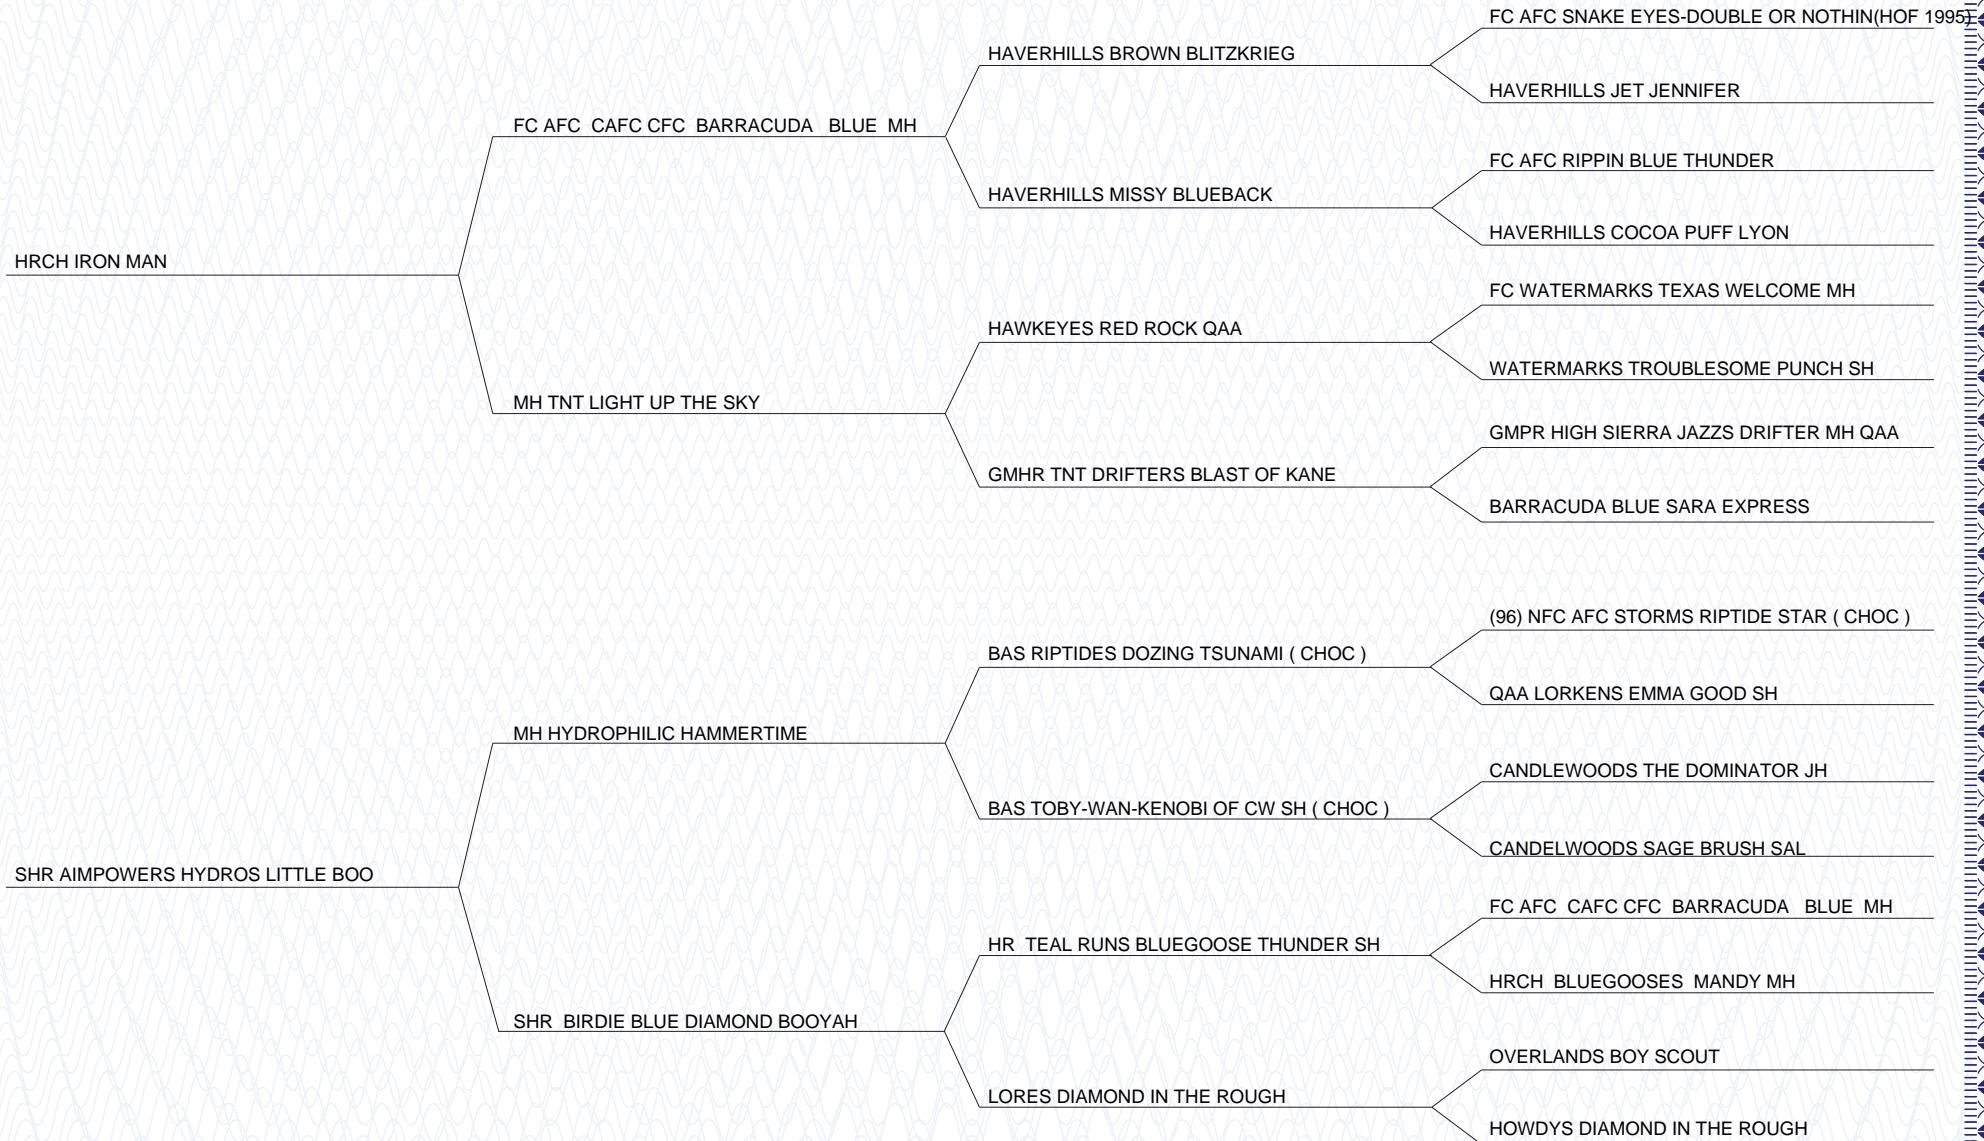 FC AFC SNAKE EYES-DOUBLE OR NOTHIN(HOF 1995)
HAVERHILLS BROWN BLITZKRIEG
HAVERHILLS JET JENNIFER
FC AFC  CAFC CFC  BARRACUDA   BLUE  MH
FC AFC RIPPIN BLUE THUNDER
HAVERHILLS MISSY BLUEBACK
HAVERHILLS COCOA PUFF LYON
HRCH IRON MAN
FC WATERMARKS TEXAS WELCOME MH
HAWKEYES RED ROCK QAA
WATERMARKS TROUBLESOME PUNCH SH
MH TNT LIGHT UP THE SKY
GMPR HIGH SIERRA JAZZS DRIFTER MH QAA
GMHR TNT DRIFTERS BLAST OF KANE
BARRACUDA BLUE SARA EXPRESS
(96) NFC AFC STORMS RIPTIDE STAR ( CHOC )
BAS RIPTIDES DOZING TSUNAMI ( CHOC )
QAA LORKENS EMMA GOOD SH
MH HYDROPHILIC HAMMERTIME
CANDLEWOODS THE DOMINATOR JH
BAS TOBY-WAN-KENOBI OF CW SH ( CHOC )
CANDELWOODS SAGE BRUSH SAL
SHR AIMPOWERS HYDROS LITTLE BOO
FC AFC  CAFC CFC  BARRACUDA   BLUE  MH
HR  TEAL RUNS BLUEGOOSE THUNDER SH
HRCH  BLUEGOOSES  MANDY MH
SHR  BIRDIE BLUE DIAMOND BOOYAH
OVERLANDS BOY SCOUT
LORES DIAMOND IN THE ROUGH
HOWDYS DIAMOND IN THE ROUGH